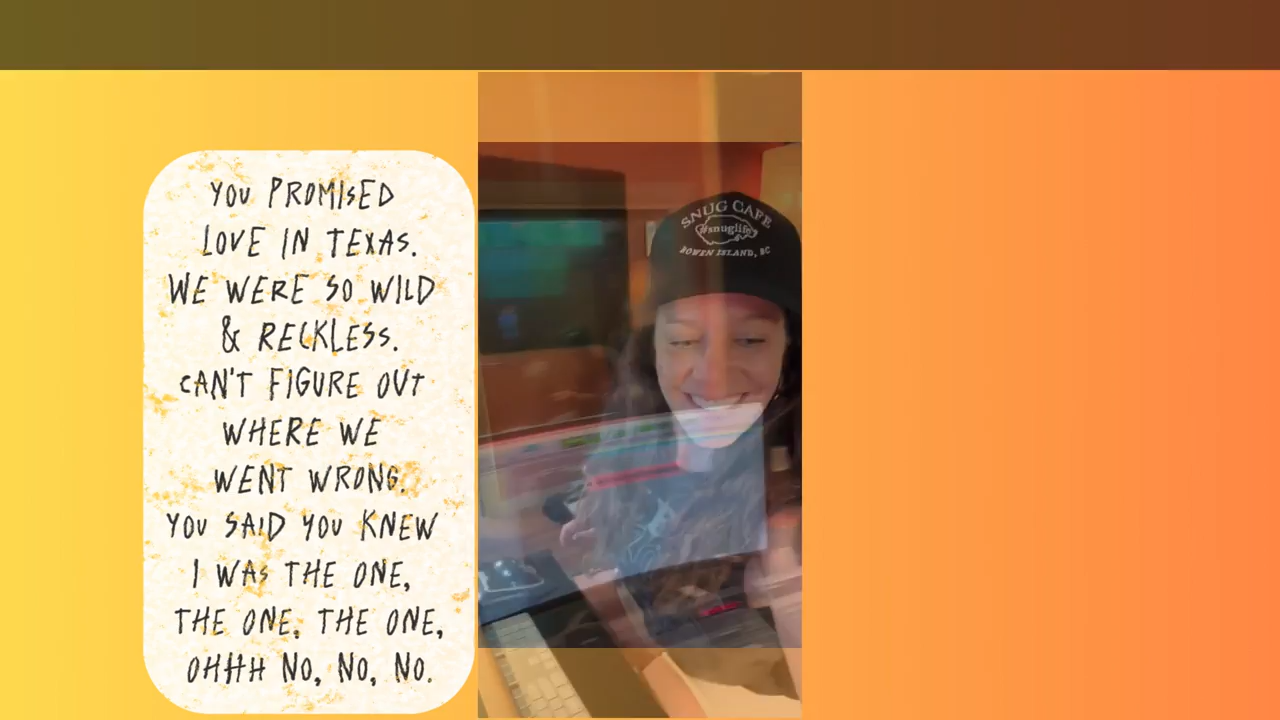 YOU PROMISED
LOVE IN TEXAS.
WE WERE SO WILD
& RECKLESS.
CAN'T FIGURE OUT
WHERE WE
WENT WRONG.
YOU SAID YOU KNEW
I WAS THE ONE,
THE ONE, THE ONE,
OHHH NO, NO, NO.
SNUG CAFE
#snuglife
BOWEN ISLAND, BC